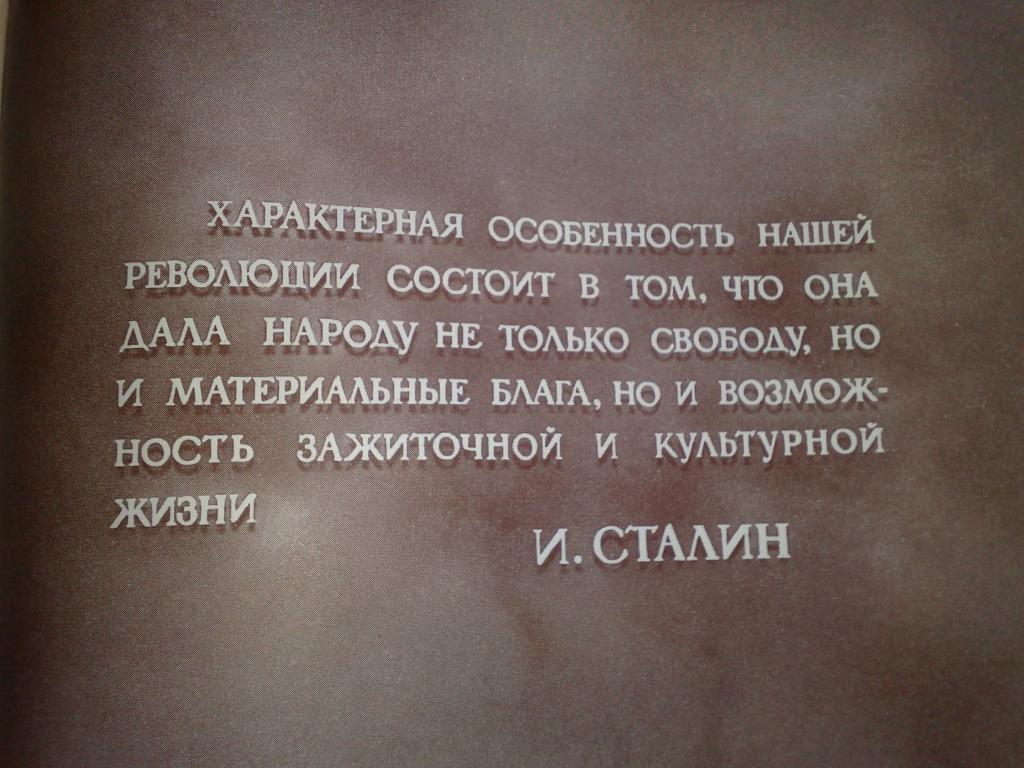 ХАРАКТЕРНАЯ ОСОБЕННОСТЬ НАШЕЙ
РЕВОЛЮЦИИ СОСТОИТ В ТОМ, ЧТО ОНА
ДАЛА НАРОДУ НЕ ТОЛЬКО СВОБОДУ, НО
И МАТЕРИАЛЬНЫЕ БЛАГА, НО И ВОЗМОЖ-
НОСТЬ ЗАЖИТОЧНОЙ И КУЛЬТУРНОЙ
ЖИЗНИ
И. СТАЛИН